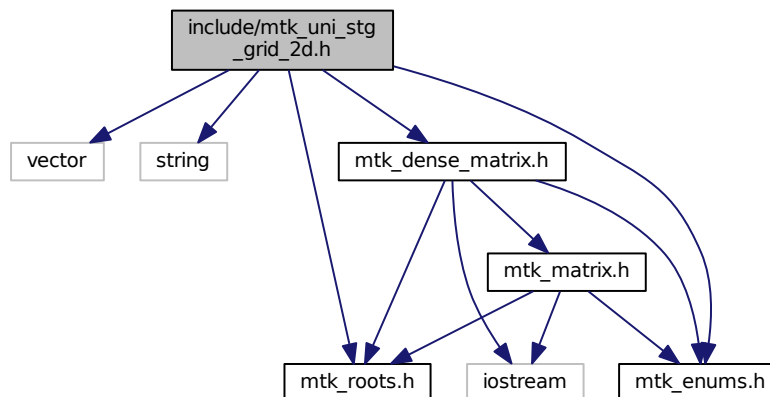 include/mtk_uni_stg
_grid_2d.h
vector
string
mtk_dense_matrix.h
mtk_matrix.h
mtk_roots.h
iostream
mtk_enums.h